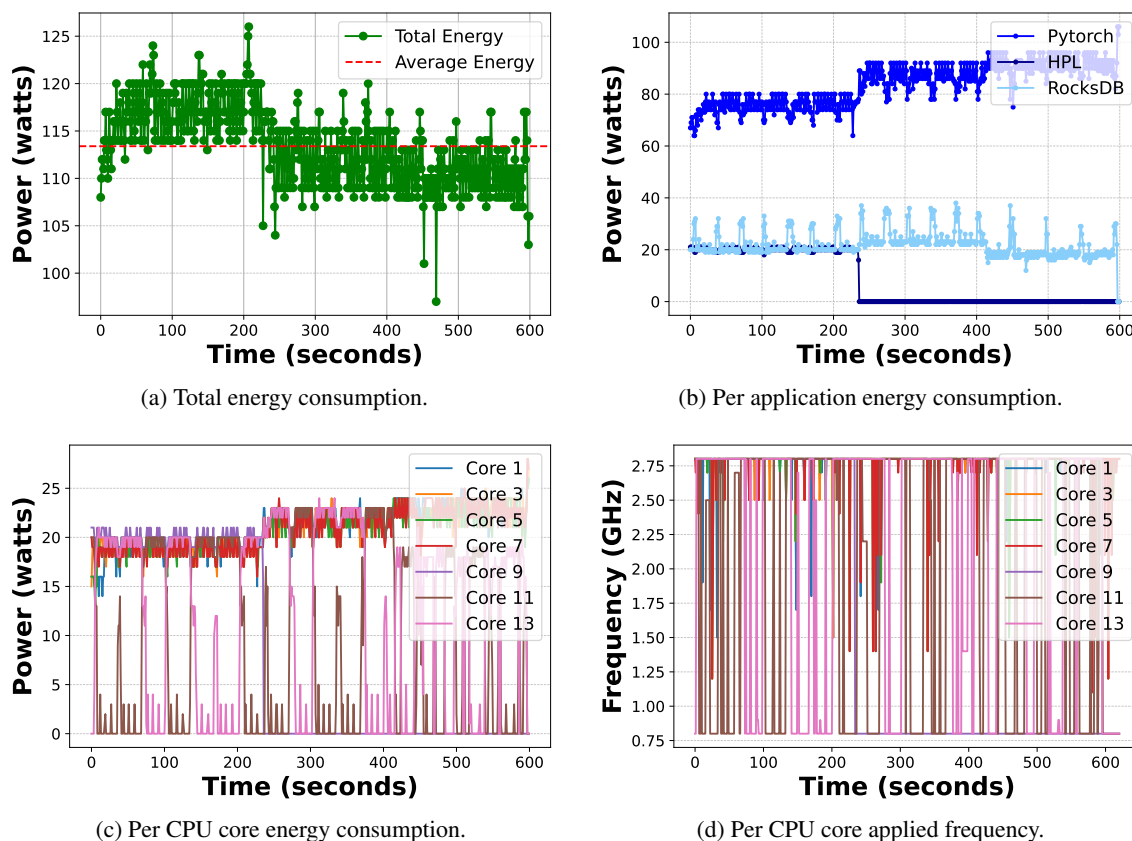 Total Energy
Average Energy
125
120
115
110
105
100
Power (watts)
0 100 200 300 400 500 600
Time (seconds)
(a) Total energy consumption.
Pytorch
HPL
RocksDB
100
80
60
40
20
0
Power (watts)
0 100 200 300 400 500 600
Time (seconds)
(b) Per application energy consumption.
Core 1
Core 3
Core 5
Core 7
Core 9
Core 11
Core 13
25
20
15
10
5
0
Power (watts)
0 100 200 300 400 500 600
Time (seconds)
(c) Per CPU core energy consumption.
Core 1
Core 3
Core 5
Core 7
Core 9
Core 11
Core 13
2.75
2.50
2.25
2.00
1.75
1.50
1.25
1.00
0.75
Frequency (GHz)
0 100 200 300 400 500 600
Time (seconds)
(d) Per CPU core applied frequency.